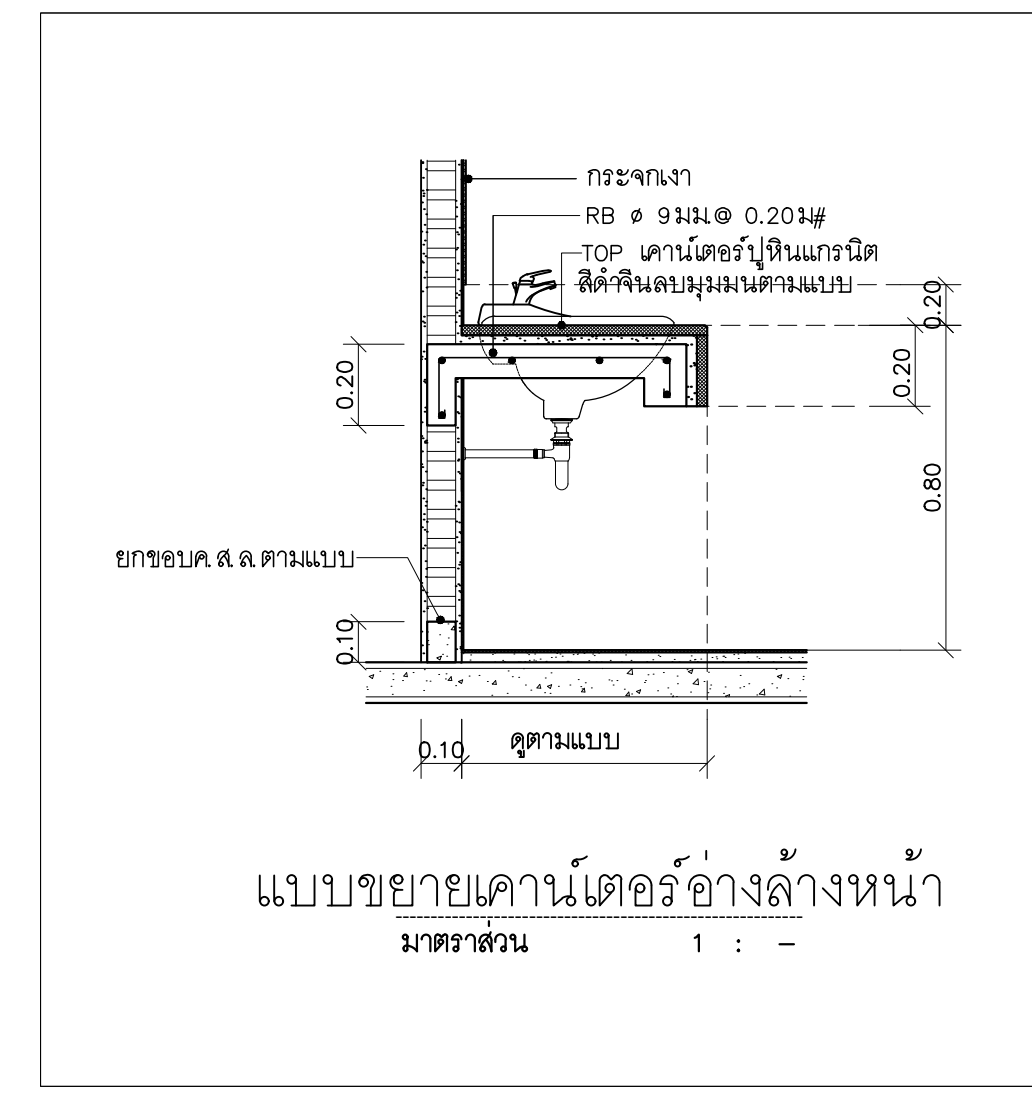 กระจกเงา
RB ø 9 มม.@ 0.20 ม#
TOP เคาน์เตอร์ปูหินแกรนิต
สีดำจีนลบมุมมนตามแบบ
0.20
0.20
0.20
0.80
ยกขอบค.ส.ล.ตามแบบ
0.10
0.10
ดูตามแบบ
แบบขยายเคาน์เตอร์อ่างล้างหน้า
มาตราส่วน 1 : -